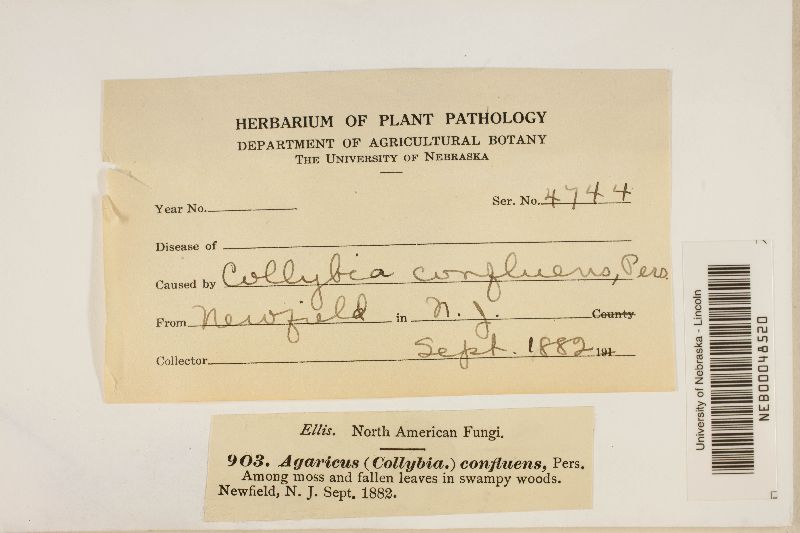 HERBARIUM OF PLANT PATHOLOGY
DEPARTMENT OF AGRICULTURAL BOTANY
THE UNIVERSITY OF NEBRASKA
Year No. Ser. No. 4744
Disease of
Caused by Collybia confluens, Pers.
From Newfield in N. J. County
Collector Sept. 1882 191
Ellis. North American Fungi.
903. Agaricus (Collybia.) confluens, Pers.
Among moss and fallen leaves in swampy woods.
Newfield, N. J. Sept. 1882.
University of Nebraska - Lincoln
NEB00048520